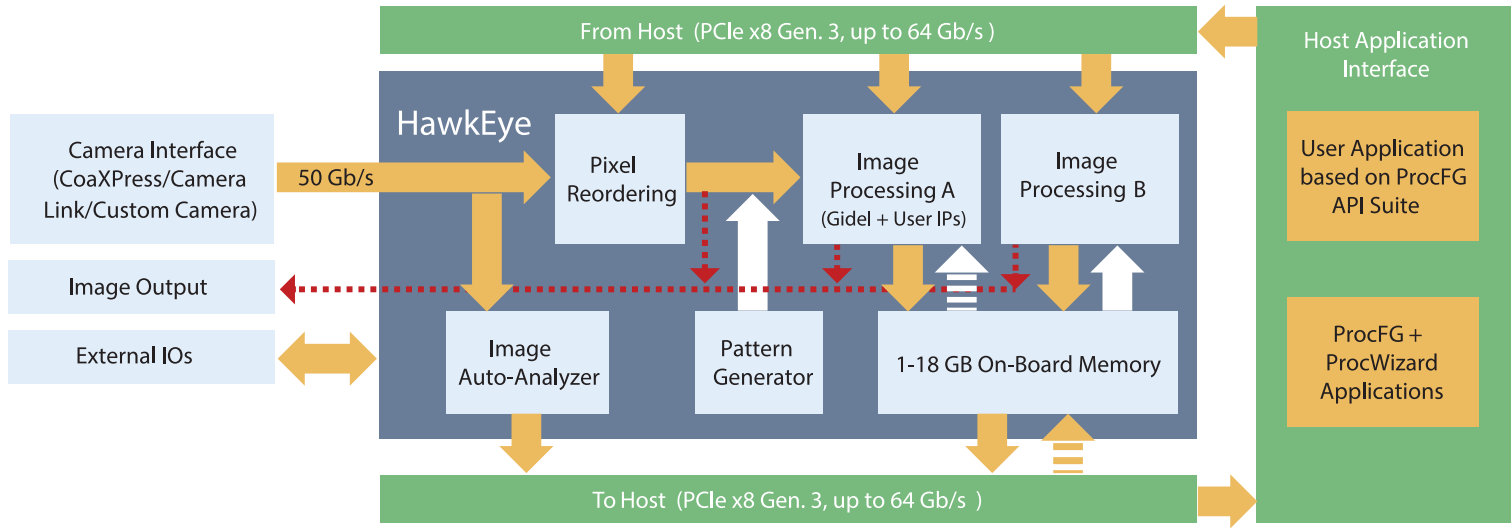 From Host (PCIe x8 Gen. 3, up to 64 Gb/s )
Host Application
Interface
HawkEye
Camera Interface
(CoaXPress/Camera
Link/Custom Camera)
50 Gb/s
Pixel
Reordering
Image
Processing A
(Gidel + User IPs)
Image
Processing B
User Application
based on ProcFG
API Suite
Image Output
External IOs
Image
Auto-Analyzer
Pattern
Generator
1-18 GB On-Board Memory
ProcFG +
ProcWizard
Applications
To Host (PCIe x8 Gen. 3, up to 64 Gb/s )